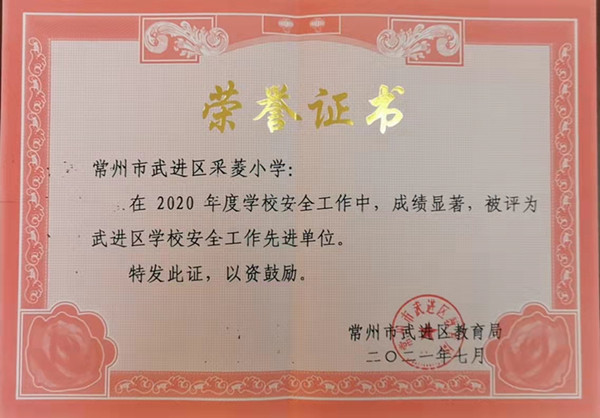 荣誉证书
常州市武进区采菱小学：
在 2020 年度学校安全工作中，成绩显著，被评为
武进区学校安全工作先进单位。
特发此证，以资鼓励。
常州市武进区教育局
二〇二一年七月